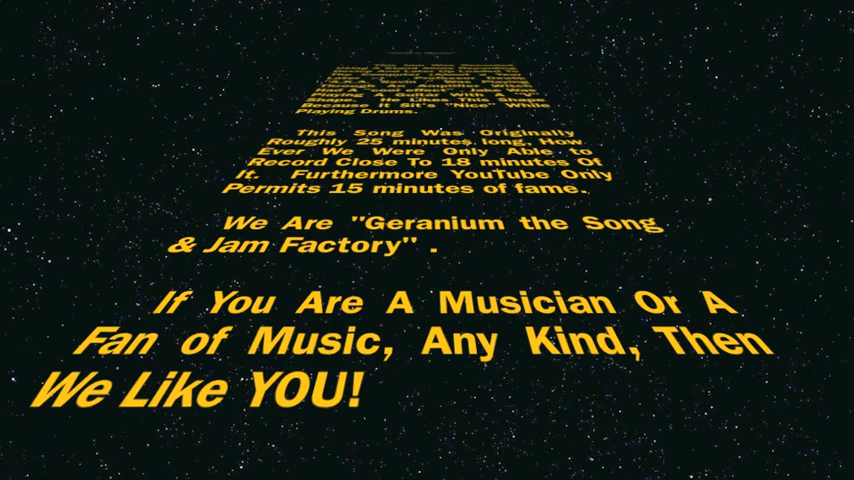 Playing A Guitar With A "V"
Shape. He Likes This Shape
Because It Sit's "Nice" While
Playing Drums.
This Song Was Originally
Roughly 25 minutes long, How
Ever We Were Only Able to
Record Close To 18 minutes Of
It. Furthermore YouTube Only
Permits 15 minutes of fame.
We Are "Geranium the Song
& Jam Factory" .
If You Are A Musician Or A
Fan of Music, Any Kind, Then
We Like YOU!